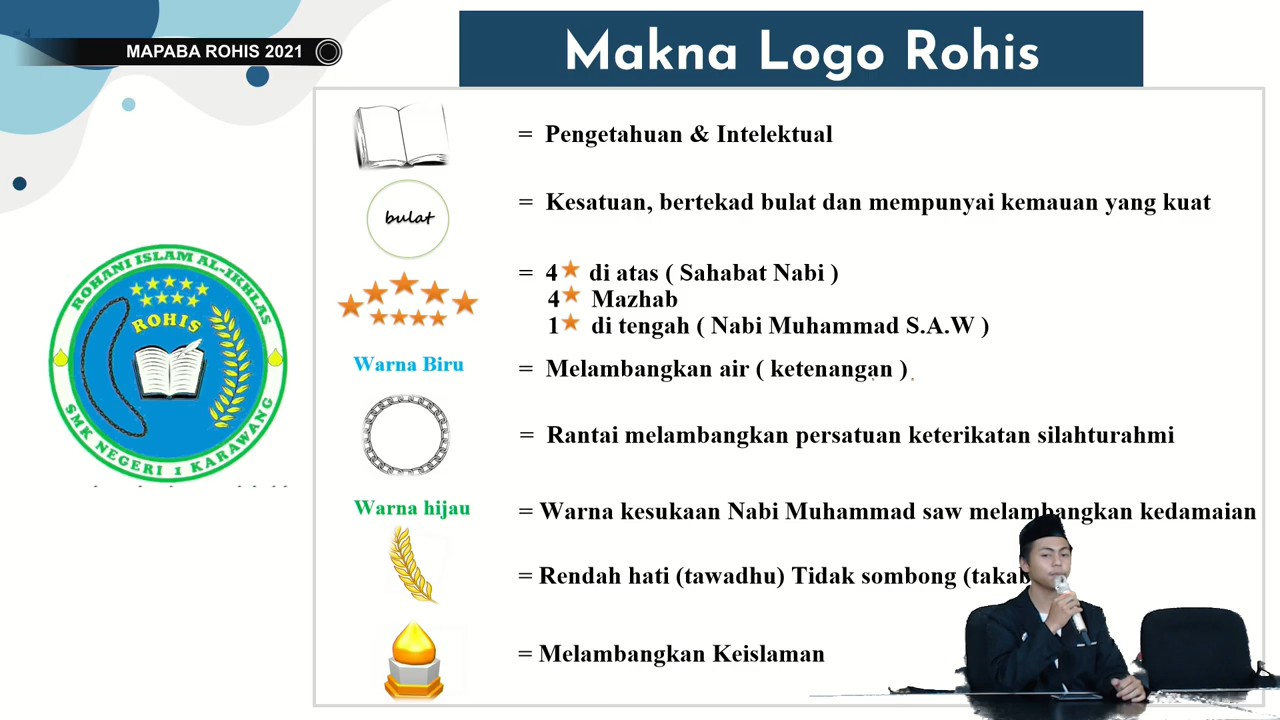 MAPABA ROHIS 2021
Makna Logo Rohis
= Pengetahuan & Intelektual
bulat
= Kesatuan, bertekad bulat dan mempunyai kemauan yang kuat
= 4 di atas ( Sahabat Nabi )
4 Mazhab
1 di tengah ( Nabi Muhammad S.A.W )
Warna Biru
= Melambangkan air ( ketenangan )
= Rantai melambangkan persatuan keterikatan silahturahmi
Warna hijau
= Warna kesukaan Nabi Muhammad saw melambangkan kedamaian
= Rendah hati (tawadhu) Tidak sombong
= Melambangkan Keislaman
ROHANI ISLAM AL-IKHLAS
ROHIS
SMK NEGERI 1 KARAWANG